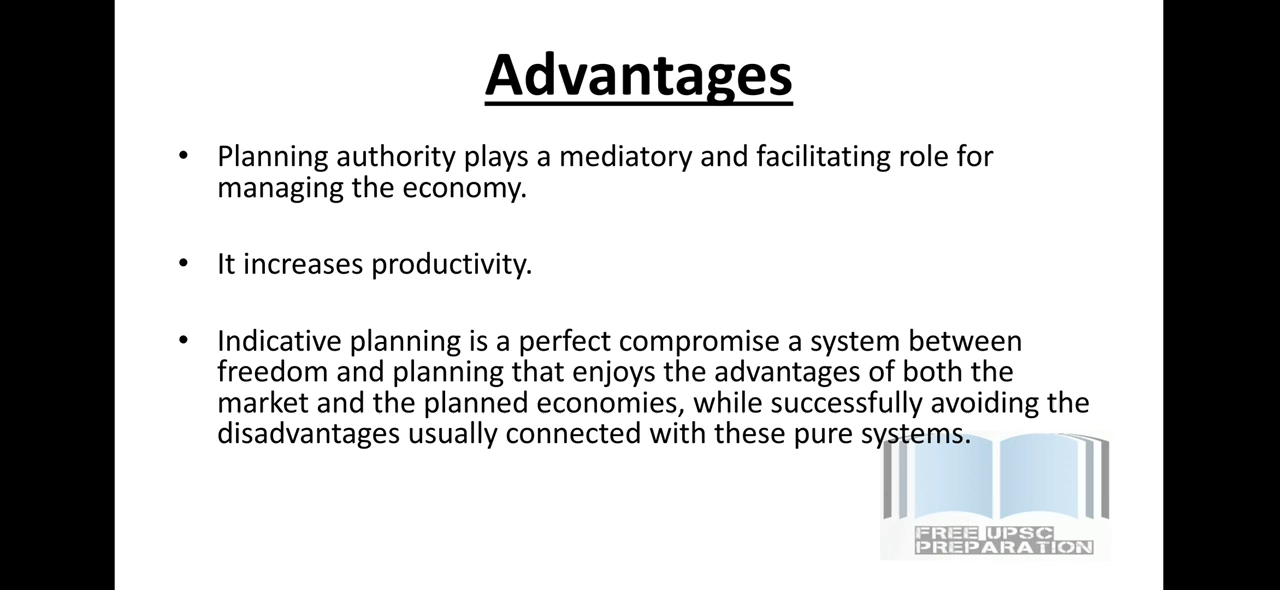 Advantages
• Planning authority plays a mediatory and facilitating role for
managing the economy.
• It increases productivity.
• Indicative planning is a perfect compromise a system between
freedom and planning that enjoys the advantages of both the
market and the planned economies, while successfully avoiding the
disadvantages usually connected with these pure systems.
FREE UPSC
PREPARATION